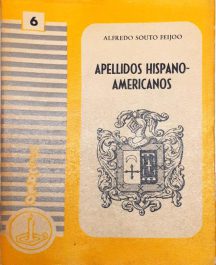 6
ALFREDO SOUTO FEIJOO
APELLIDOS HISPANO-
AMERICANOS